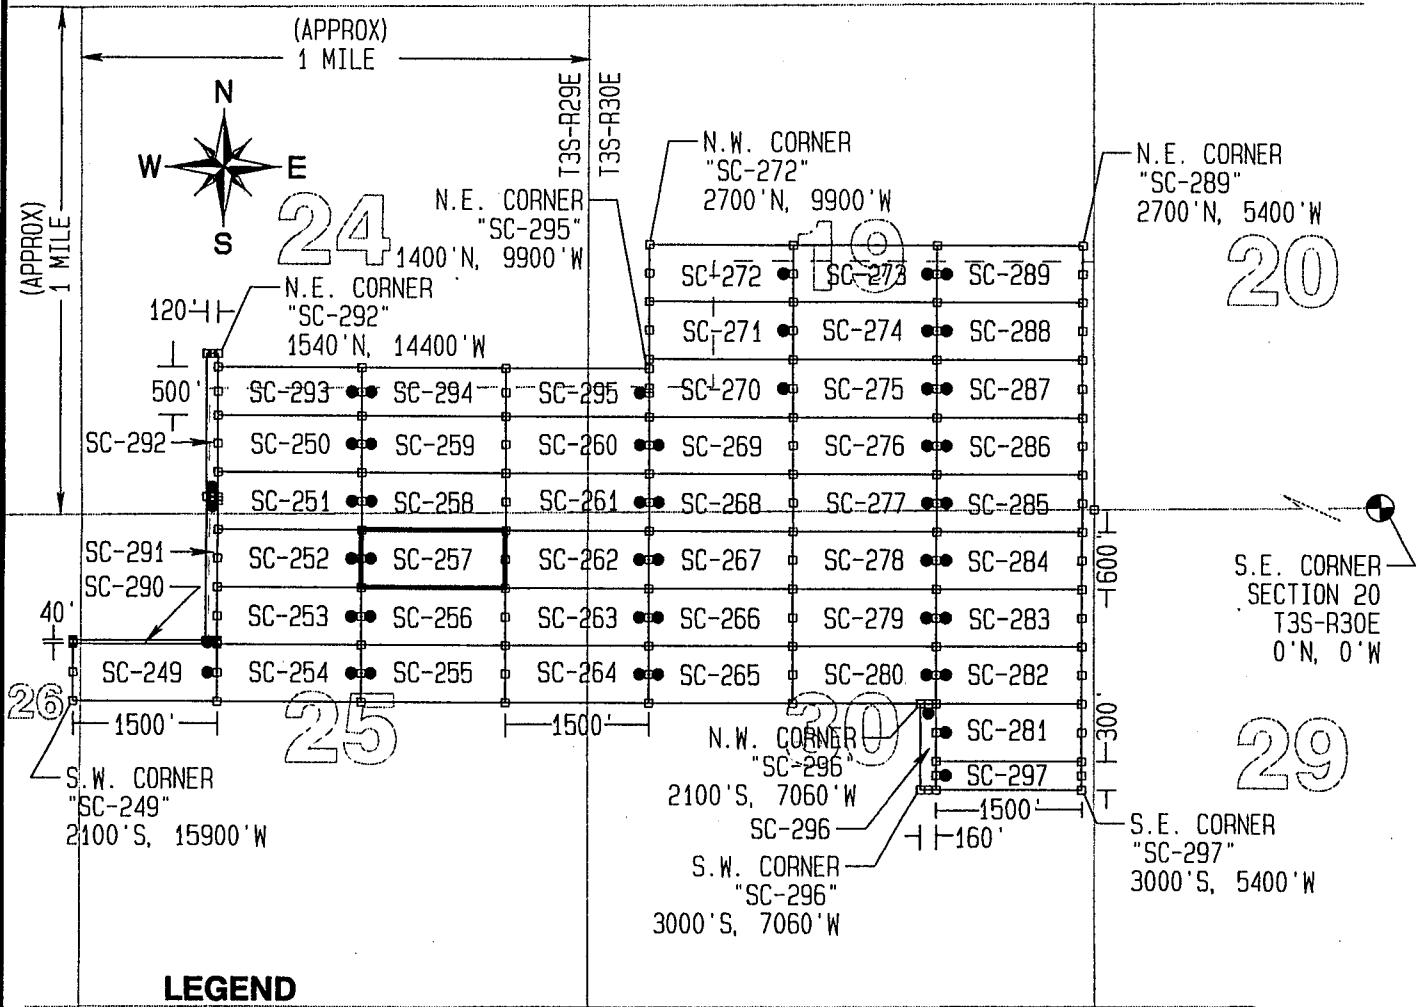 (APPROX)
1 MILE
(APPROX)
1 MILE
T3S-R29E
T3S-R30E
N
W
E
S
24
19
20
N.W. CORNER
"SC-272"
2700'N, 9900'W
N.E. CORNER
"SC-289"
2700'N, 5400'W
N.E. CORNER
"SC-295"
1400'N, 9900'W
N.E. CORNER
"SC-292"
1540'N, 14400'W
120'
500'
SC-272
SC-273
SC-289
SC-271
SC-274
SC-288
SC-293
SC-294
SC-295
SC-270
SC-275
SC-287
SC-292
SC-250
SC-259
SC-260
SC-269
SC-276
SC-286
SC-251
SC-258
SC-261
SC-268
SC-277
SC-285
SC-291
SC-252
SC-257
SC-262
SC-267
SC-278
SC-284
600'
SC-290
SC-253
SC-256
SC-263
SC-266
SC-279
SC-283
40'
SC-249
SC-254
SC-255
SC-264
SC-265
SC-280
SC-282
S.E. CORNER
SECTION 20
T3S-R30E
0'N, 0'W
26
25
30
29
1500'
1500'
SC-281
300'
SC-297
1500'
160'
N.W. CORNER
"SC-296"
2100'S, 7060'W
SC-296
S.W. CORNER
"SC-296"
3000'S, 7060'W
S.E. CORNER
"SC-297"
3000'S, 5400'W
S.W. CORNER
"SC-249"
2100'S, 15900'W
LEGEND